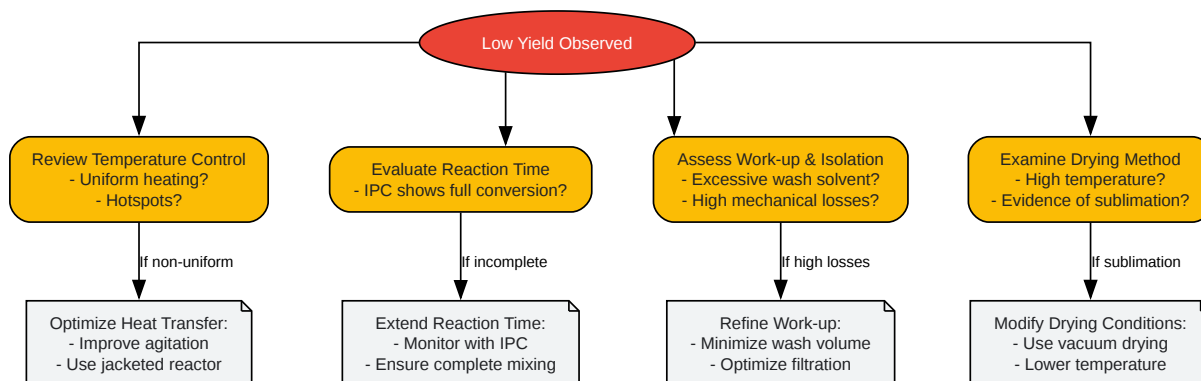 Low Yield Observed
Review Temperature Control
- Uniform heating?
- Hotspots?
Evaluate Reaction Time
- IPC shows full conversion?
Assess Work-up & Isolation
- Excessive wash solvent?
- High mechanical losses?
Examine Drying Method
- High temperature?
- Evidence of sublimation?
If non-uniform
If incomplete
If high losses
If sublimation
Optimize Heat Transfer:
- Improve agitation
- Use jacketed reactor
Extend Reaction Time:
- Monitor with IPC
- Ensure complete mixing
Refine Work-up:
- Minimize wash volume
- Optimize filtration
Modify Drying Conditions:
- Use vacuum drying
- Lower temperature